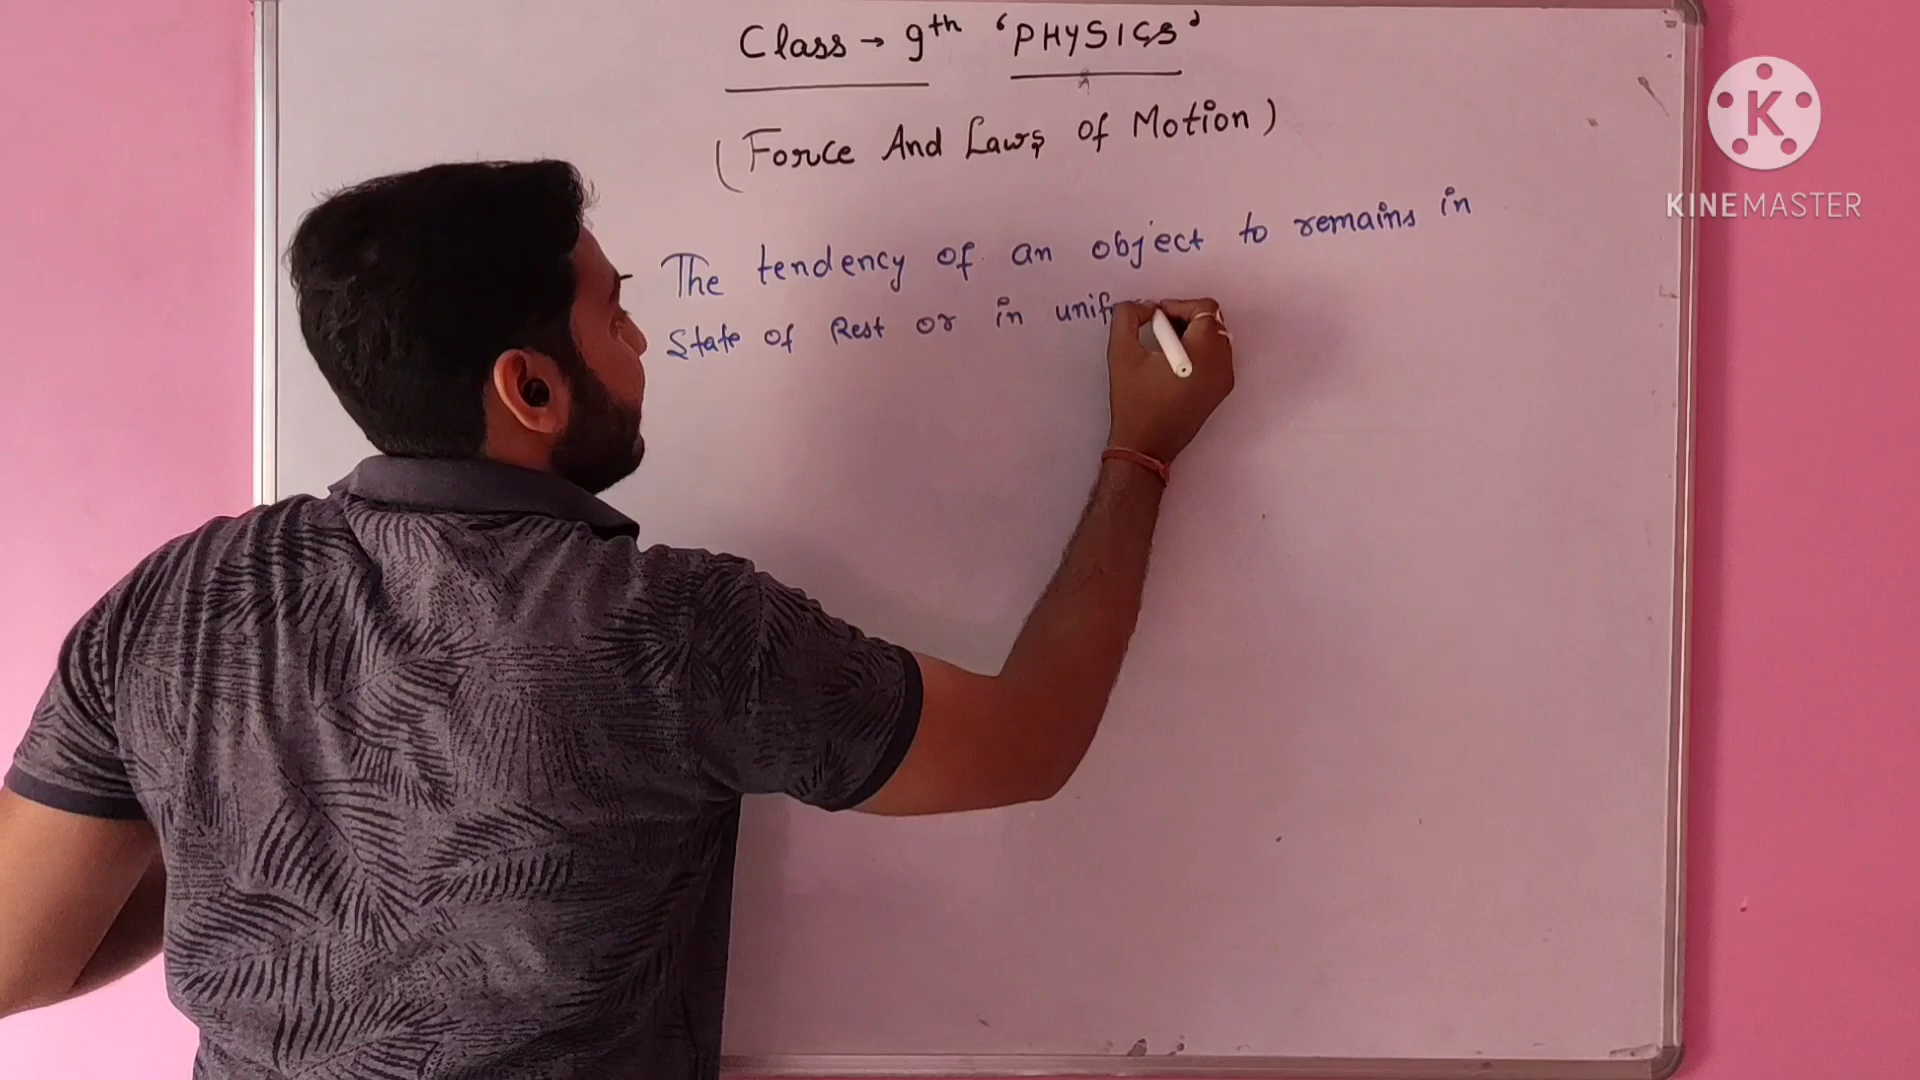 Class → 9th 'PHYSICS'
(Force And Laws of Motion)
The tendency of an object to remains in
State of Rest or in unif
K
KINEMASTER